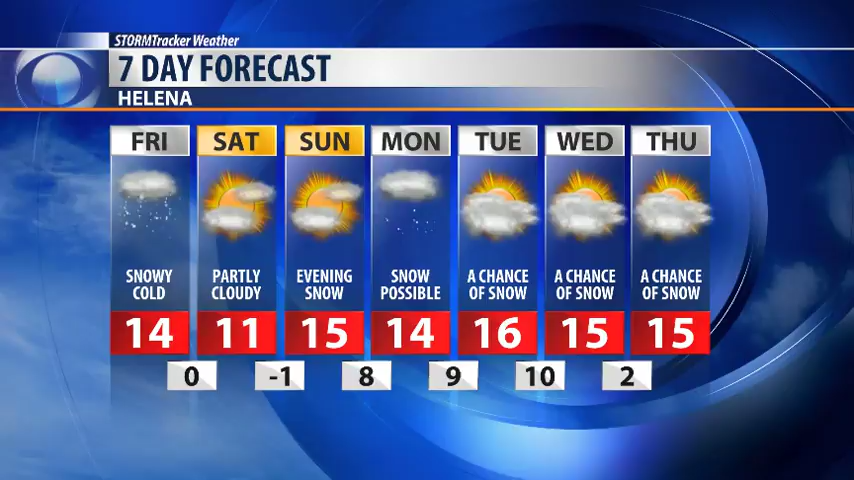 STORMTracker Weather
7 DAY FORECAST
HELENA
FRI SAT SUN MON TUE WED THU
SNOWY COLD
PARTLY CLOUDY
EVENING SNOW
SNOW POSSIBLE
A CHANCE OF SNOW
A CHANCE OF SNOW
A CHANCE OF SNOW
14 11 15 14 16 15 15
0 -1 8 9 10 2